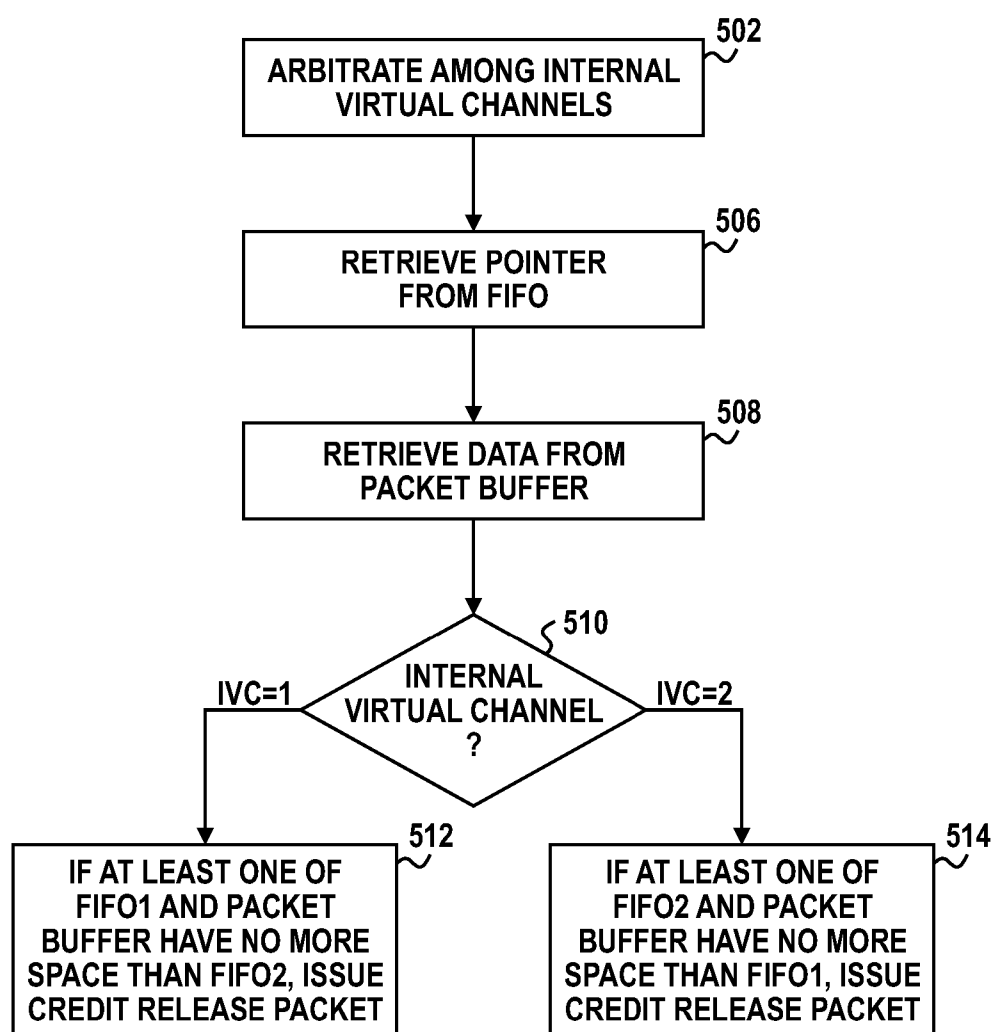 502
ARBITRATE AMONG INTERNAL
VIRTUAL CHANNELS
506
RETRIEVE POINTER
FROM FIFO
508
RETRIEVE DATA FROM
PACKET BUFFER
510
INTERNAL
VIRTUAL CHANNEL
?
IVC=1
IVC=2
512
IF AT LEAST ONE OF
FIFO1 AND PACKET
BUFFER HAVE NO MORE
SPACE THAN FIFO2, ISSUE
CREDIT RELEASE PACKET
514
IF AT LEAST ONE OF
FIFO2 AND PACKET
BUFFER HAVE NO MORE
SPACE THAN FIFO1, ISSUE
CREDIT RELEASE PACKET